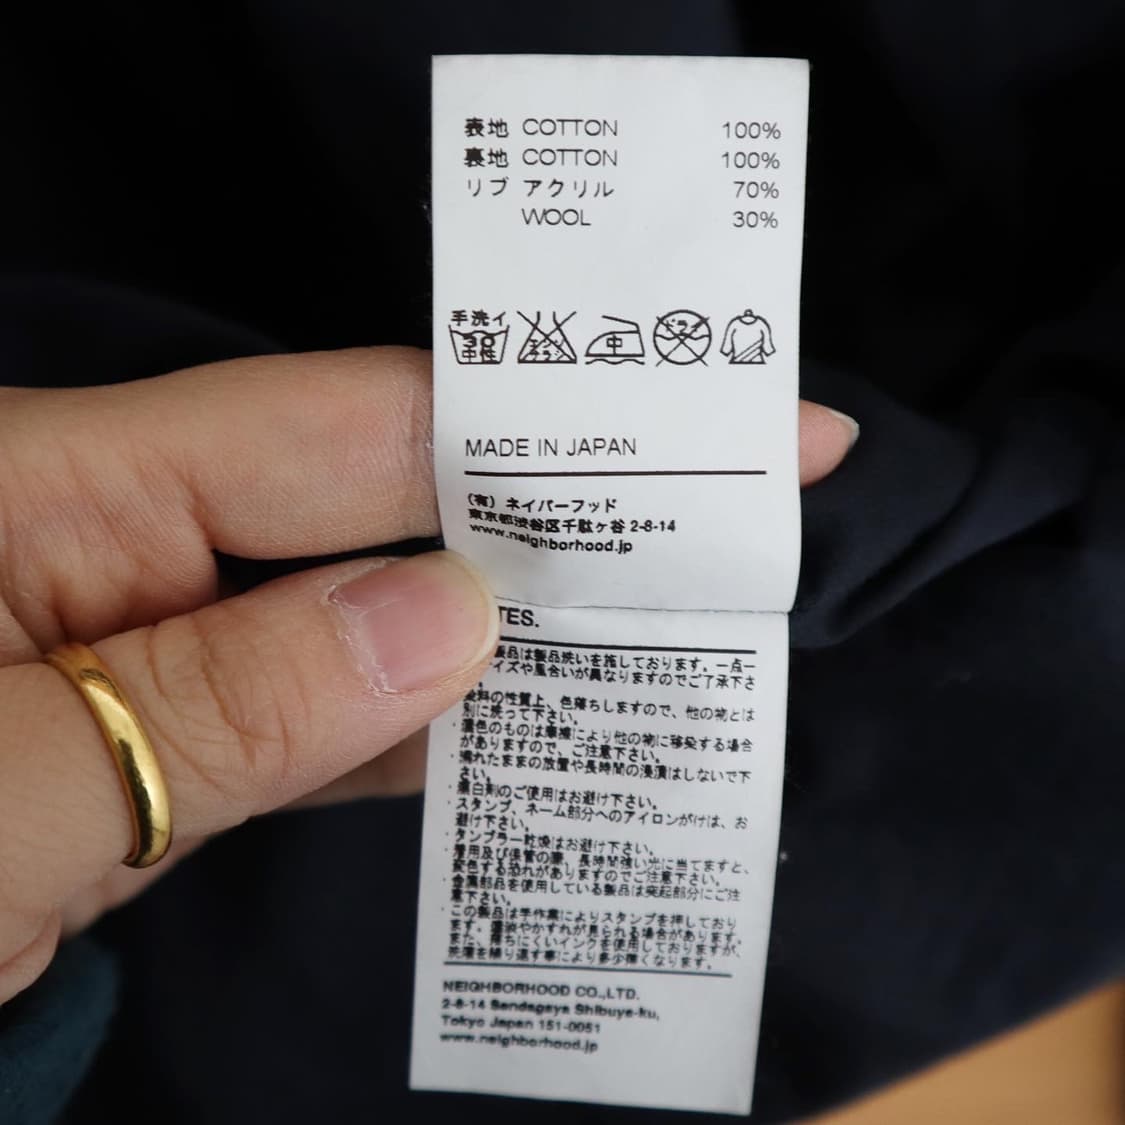 表地 COTTON 100%
裏地 COTTON 100%
リブ アクリル 70%
WOOL 30%
手洗イ
30
中性
エンソ
サラシ
中
ドライ
MADE IN JAPAN
(有) ネイバーフッド
東京都渋谷区千駄ヶ谷 2-8-14
www.neighborhood.jp
TES.
製品は製品洗いを施しております。一点一
イズや風合いが異なりますのでご了承下さ
。
染料の性質上、色落ちしますので、他の物とは
別に洗って下さい。
・濃色のものは摩擦により他の物に移染する場合
がありますので、ご注意下さい。
・濡れたままの放置や長時間の浸漬はしないで下
さい。
・漂白剤のご使用はお避け下さい。
・スタンプ、ネーム部分へのアイロンがけは、お
避け下さい。
・タンブラー乾燥はお避け下さい。
・着用及び保管の際、長時間強い光に当てますと、
変色する恐れがありますのでご注意下さい。
・金属部品を使用している製品は突起部分にご注
意下さい。
・この製品は手作業によりスタンプを押しており
ます。濃淡やかすれが見られる場合があります。
また、落ちにくいインクを使用しておりますが、
洗濯を繰り返す事により多少薄くなります。
NEIGHBORHOOD CO.,LTD.
2-8-14 Sendagaya Shibuya-ku,
Tokyo Japan 151-0051
www.neighborhood.jp